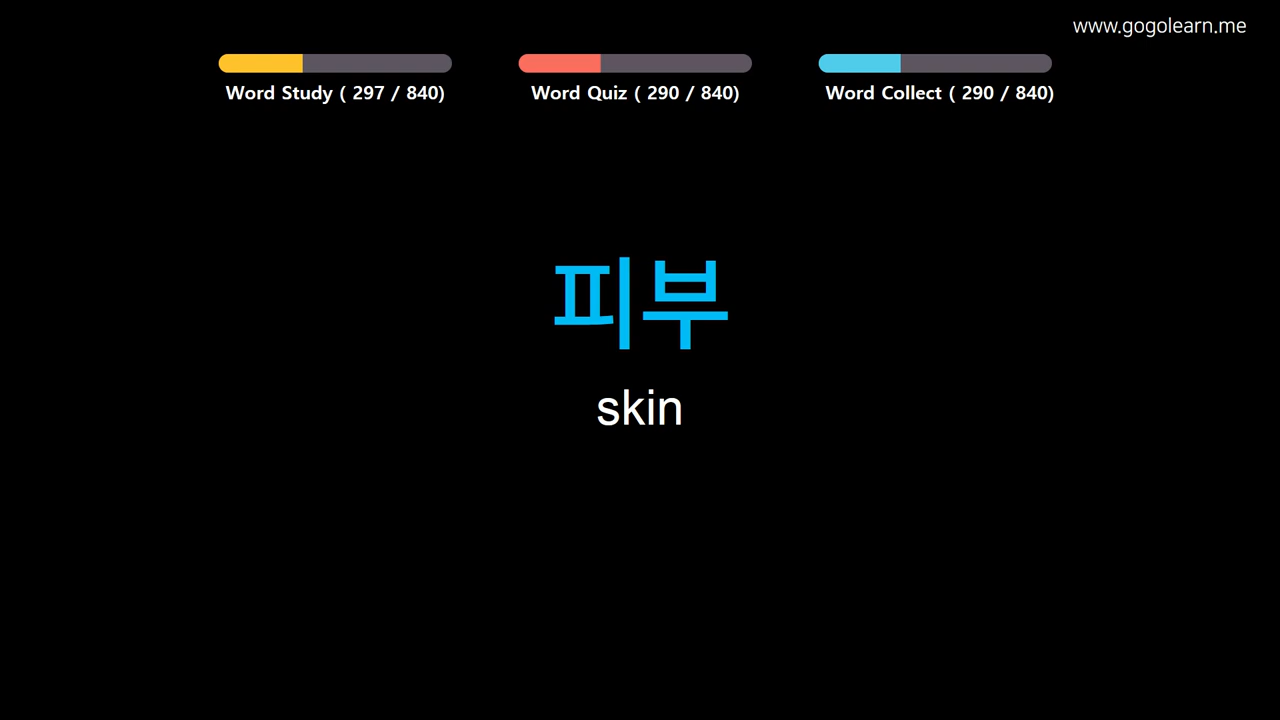 www.gogolearn.me
Word Study ( 297 / 840)
Word Quiz ( 290 / 840)
Word Collect ( 290 / 840)
피부
skin